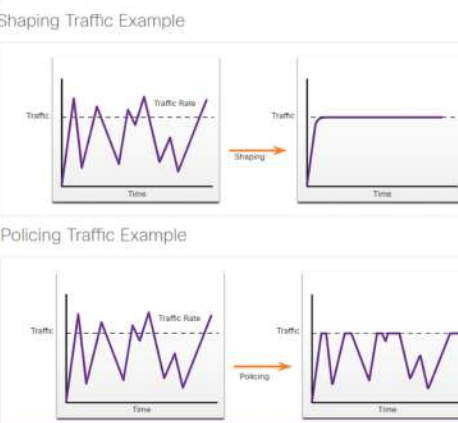 Shaping Traffic Example
Traffic
Traffic Rate
Time
Shaping
Traffic
Time
Policing Traffic Example
Traffic
Traffic Rate
Time
Policing
Traffic
Time